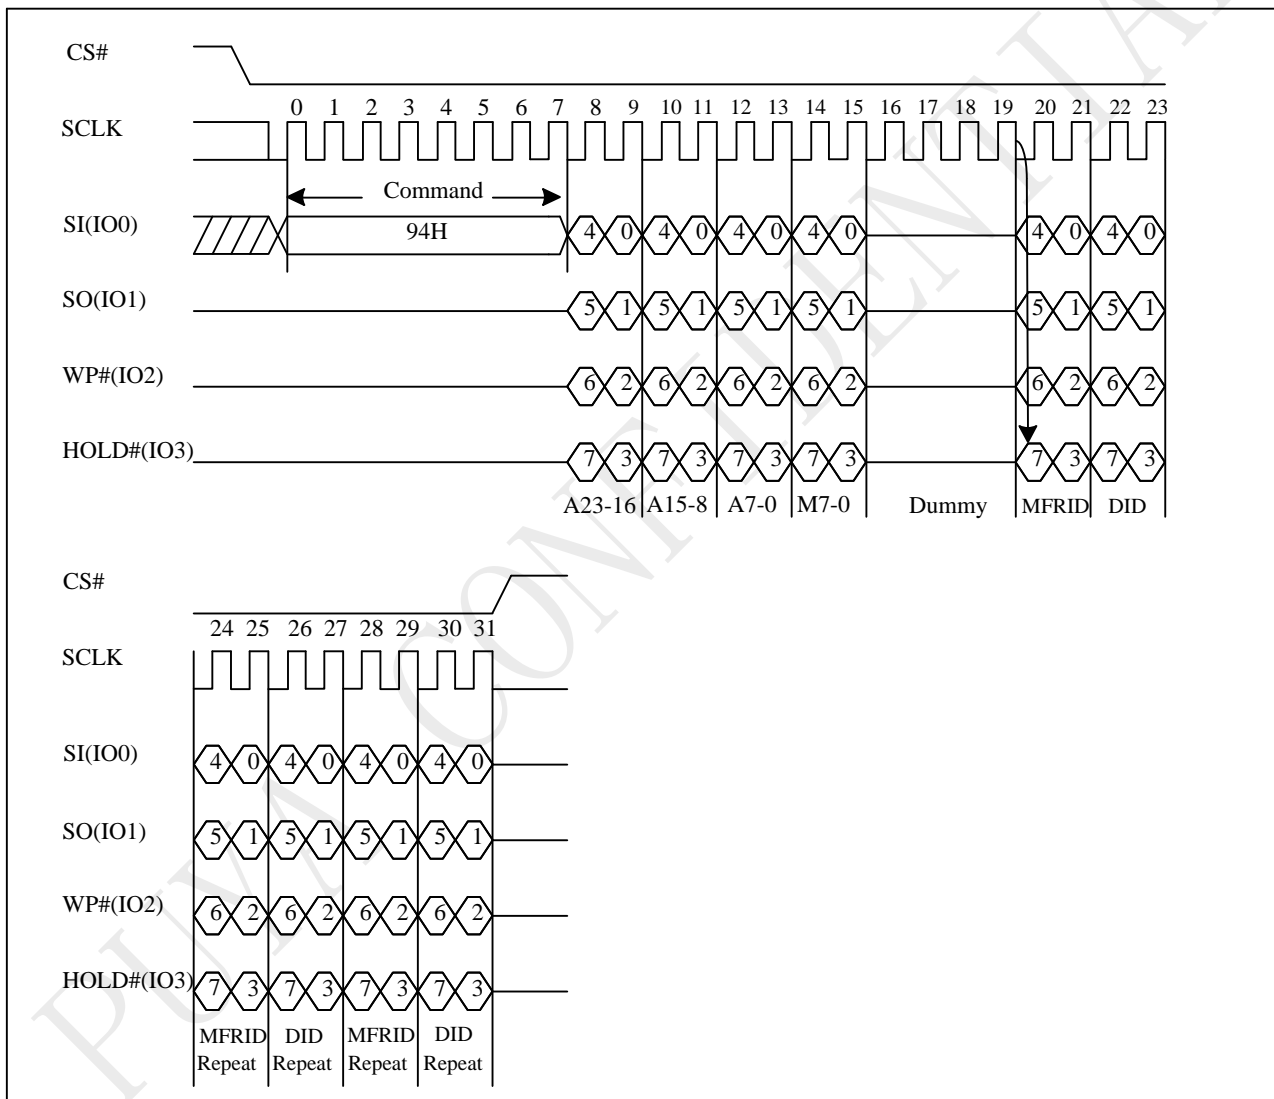 CS#
0 1 2 3 4 5 6 7 8 9 10 11 12 13 14 15 16 17 18 19 20 21 22 23
SCLK
Command
SI(IO0)
94H
4 0 4 0 4 0 4 0 4 0 4 0
SO(IO1)
5 1 5 1 5 1 5 1 5 1 5 1
WP#(IO2)
6 2 6 2 6 2 6 2 6 2 6 2
HOLD#(IO3)
7 3 7 3 7 3 7 3 7 3 7 3
A23-16 A15-8 A7-0 M7-0 Dummy MFRID DID
CS#
24 25 26 27 28 29 30 31
SCLK
SI(IO0)
4 0 4 0 4 0 4 0
SO(IO1)
5 1 5 1 5 1 5 1
WP#(IO2)
6 2 6 2 6 2 6 2
HOLD#(IO3)
7 3 7 3 7 3 7 3
MFRID DID MFRID DID
Repeat Repeat Repeat Repeat
PUYA CONFIDENTIAL